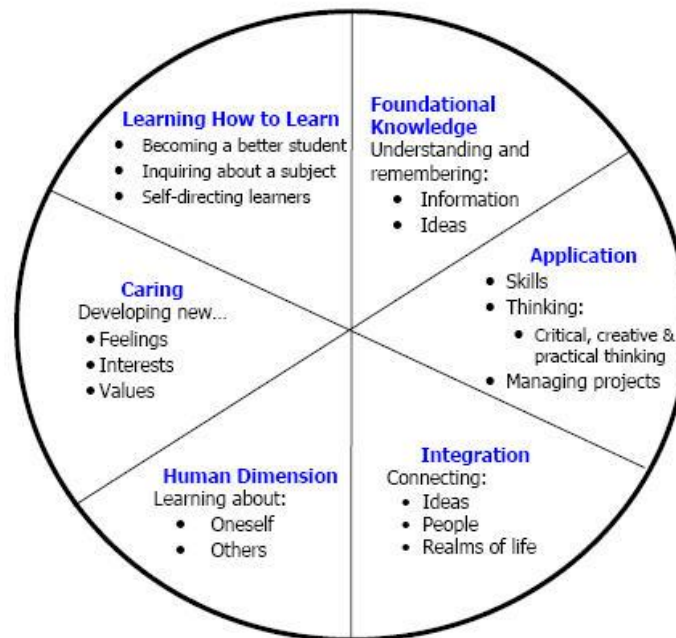 Learning How to Learn
• Becoming a better student
• Inquiring about a subject
• Self-directing learners
Foundational
Knowledge
Understanding and
remembering:
• Information
• Ideas
Application
• Skills
• Thinking:
• Critical, creative &
practical thinking
• Managing projects
Integration
Connecting:
• Ideas
• People
• Realms of life
Human Dimension
Learning about:
• Oneself
• Others
Caring
Developing new...
• Feelings
• Interests
• Values